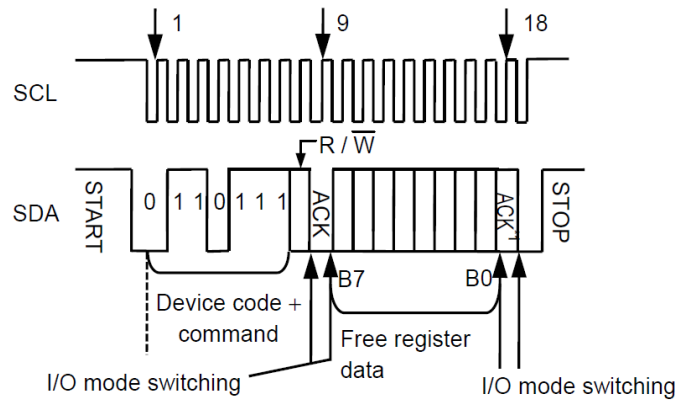 1 9 18
SCL
R / W
SDA START 0 1 1 0 1 1 1 ACK ACK*1 STOP
B7 B0
Device code +
command
Free register
data
I/O mode switching
I/O mode switching